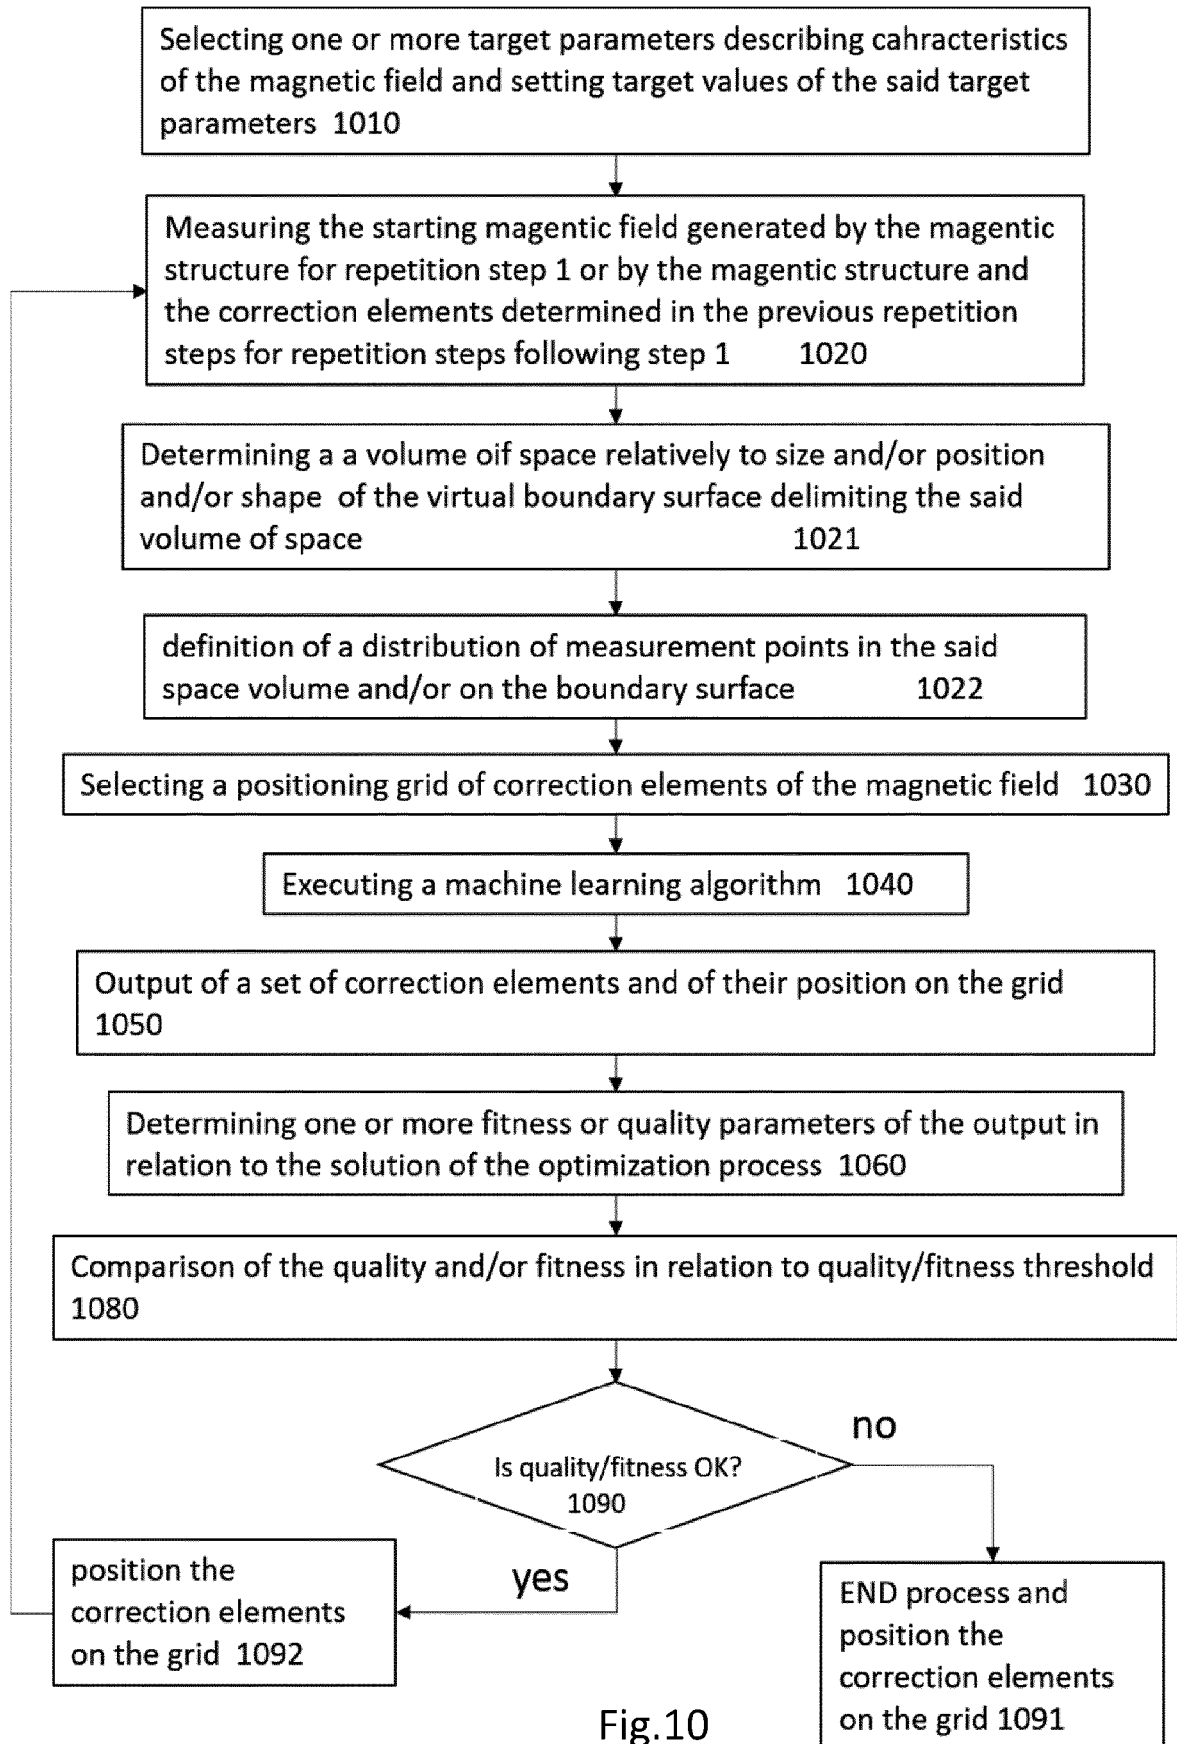 Selecting one or more target parameters describing cahracteristics
of the magnetic field and setting target values of the said target
parameters 1010
Measuring the starting magentic field generated by the magentic
structure for repetition step 1 or by the magentic structure and
the correction elements determined in the previous repetition
steps for repetition steps following step 1 1020
Determining a a volume oif space relatively to size and/or position
and/or shape of the virtual boundary surface delimiting the said
volume of space 1021
definition of a distribution of measurement points in the said
space volume and/or on the boundary surface 1022
Selecting a positioning grid of correction elements of the magnetic field 1030
Executing a machine learning algorithm 1040
Output of a set of correction elements and of their position on the grid
1050
Determining one or more fitness or quality parameters of the output in
relation to the solution of the optimization process 1060
Comparison of the quality and/or fitness in relation to quality/fitness threshold
1080
Is quality/fitness OK?
1090
no
yes
position the
correction elements
on the grid 1092
END process and
position the
correction elements
on the grid 1091
Fig.10